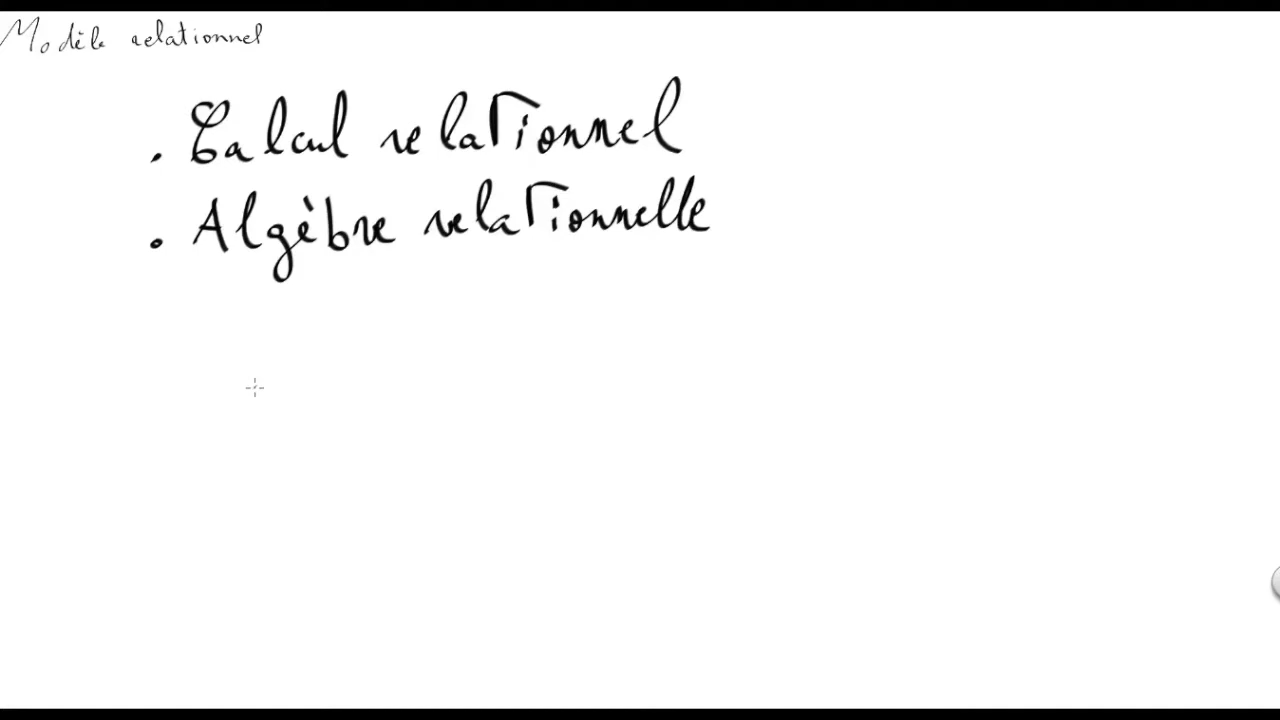 Modèle relationnel
. Calcul relationnel
. Algèbre relationnelle